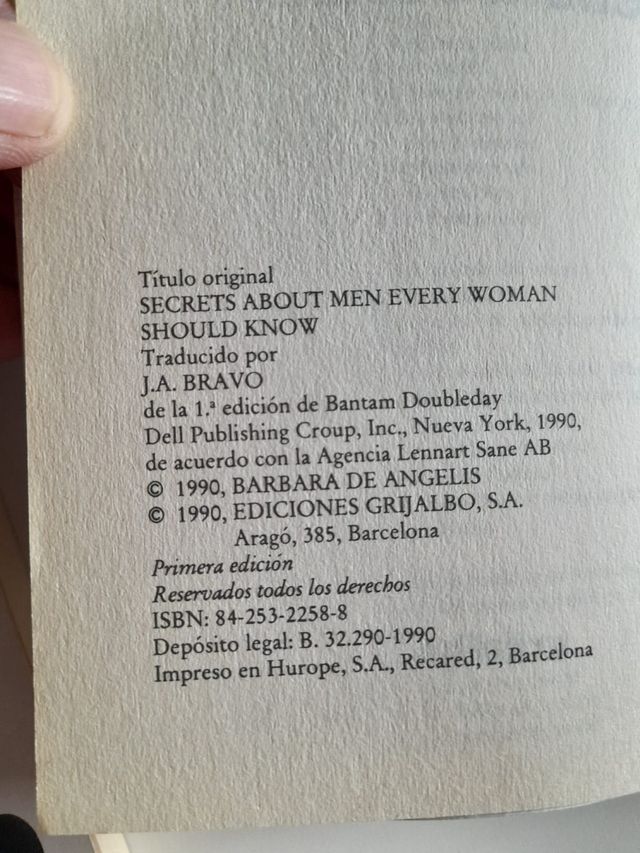 Título original
SECRETS ABOUT MEN EVERY WOMAN
SHOULD KNOW
Traducido por
J.A. BRAVO
de la 1.ª edición de Bantam Doubleday
Dell Publishing Croup, Inc., Nueva York, 1990,
de acuerdo con la Agencia Lennart Sane AB
© 1990, BARBARA DE ANGELIS
© 1990, EDICIONES GRIJALBO, S.A.
Aragó, 385, Barcelona
Primera edición
Reservados todos los derechos
ISBN: 84-253-2258-8
Depósito legal: B. 32.290-1990
Impreso en Hurope, S.A., Recared, 2, Barcelona